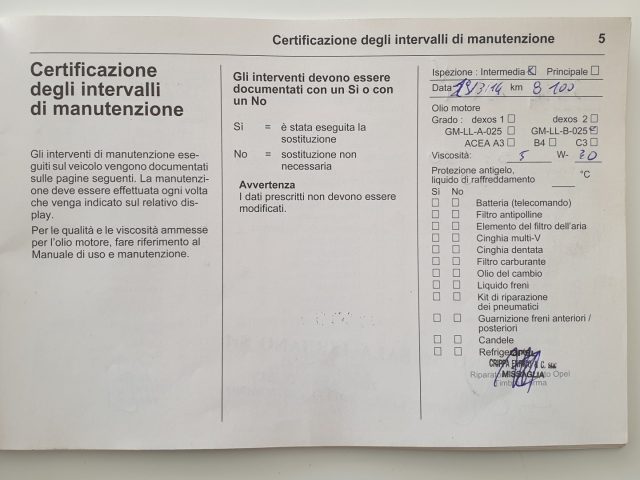 Certificazione degli intervalli di manutenzione 5
Certificazione
degli intervalli
di manutenzione
Gli interventi di manutenzione ese-
guiti sul veicolo vengono documentati
sulle pagine seguenti. La manutenzi-
one deve essere effettuata ogni volta
che venga indicato sul relativo dis-
play.
Per le qualità e le viscosità ammesse
per l'olio motore, fare riferimento al
Manuale di uso e manutenzione.
Gli interventi devono essere
documentati con un Sì o con
un No
Sì = è stata eseguita la
sostituzione
No = sostituzione non
necessaria
Avvertenza
I dati prescritti non devono essere
modificati.
Ispezione : Intermedia Principale
Data 19/3/14 km 8 100
Olio motore
Grado : dexos 1 dexos 2
GM-LL-A-025 GM-LL-B-025
ACEA A3 B4 C3
Viscosità: 5 W- 30
Protezione antigelo,
liquido di raffreddamento °C
Sì No
Batteria (telecomando)
Filtro antipolline
Elemento del filtro dell'aria
Cinghia multi-V
Cinghia dentata
Filtro carburante
Olio del cambio
Liquido freni
Kit di riparazione
dei pneumatici
Guarnizione freni anteriori /
posteriori
Candele
MISSAGLIA
Opel